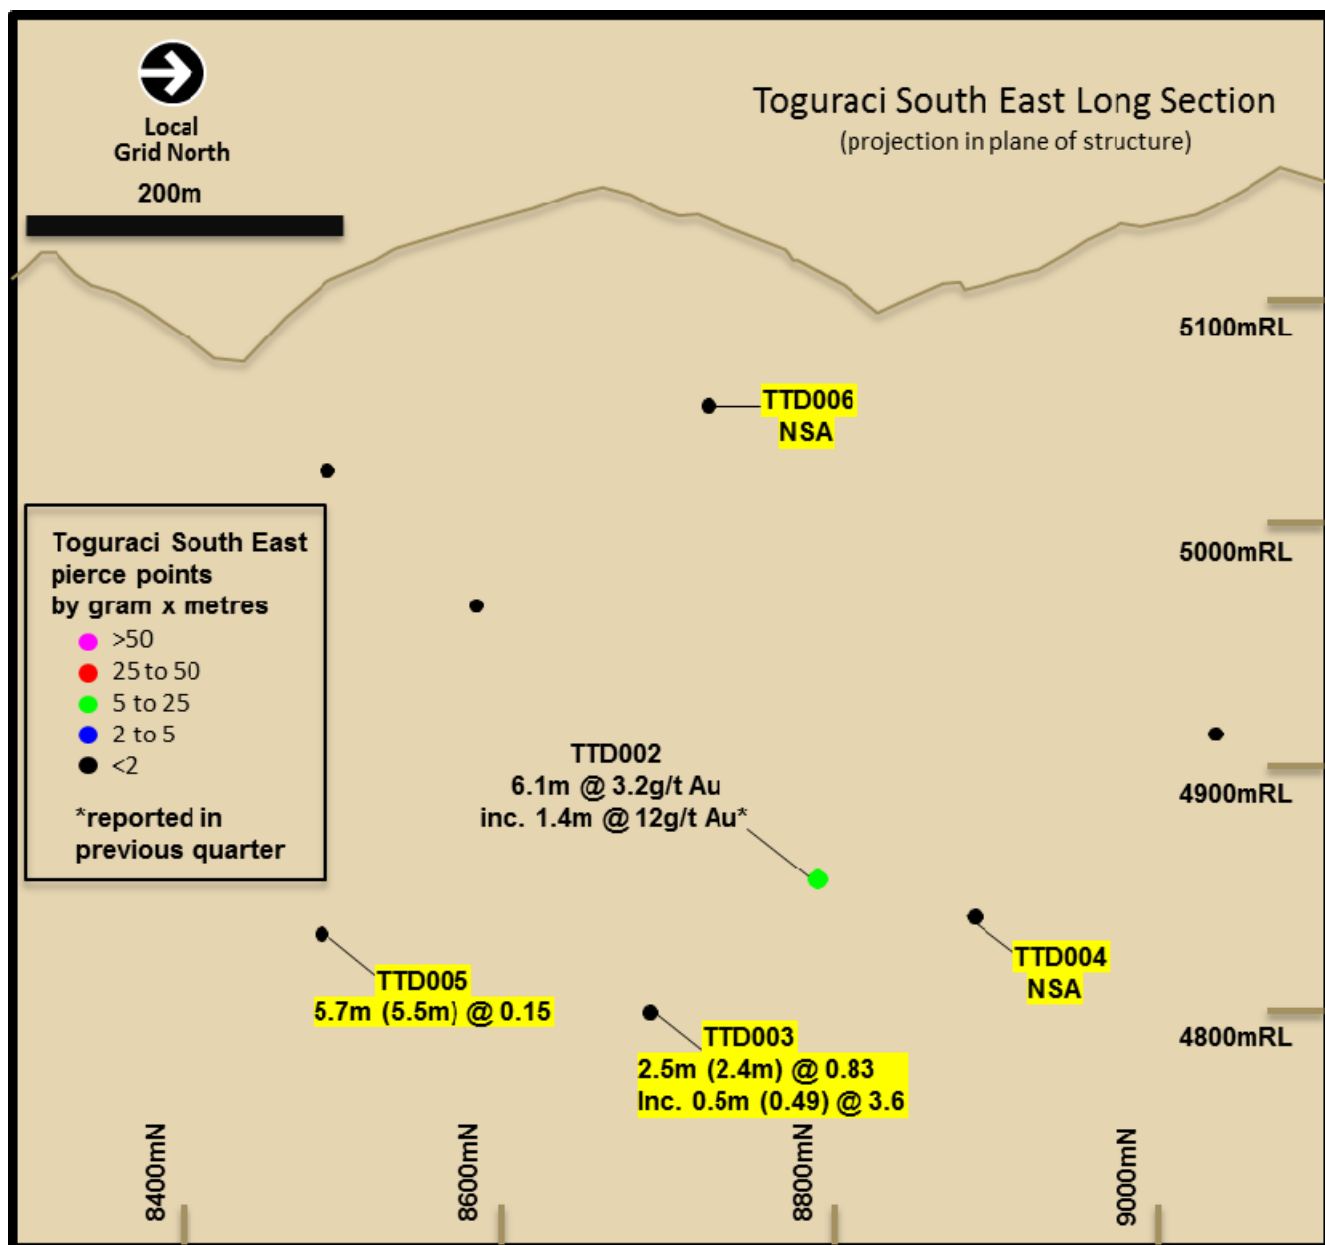 Toguraci South East Long Section
(projection in plane of structure)
Local
Grid North
200m
5100mRL
TTD006
NSA
5000mRL
Toguraci South East
pierce points
by gram x metres
>50
25 to 50
5 to 25
2 to 5
<2
*reported in
previous quarter
TTD002
6.1m @ 3.2g/t Au
inc. 1.4m @ 12g/t Au*
4900mRL
TTD004
NSA
TTD005
5.7m (5.5m) @ 0.15
4800mRL
TTD003
2.5m (2.4m) @ 0.83
Inc. 0.5m (0.49) @ 3.6
8400mN
8600mN
8800mN
9000mN